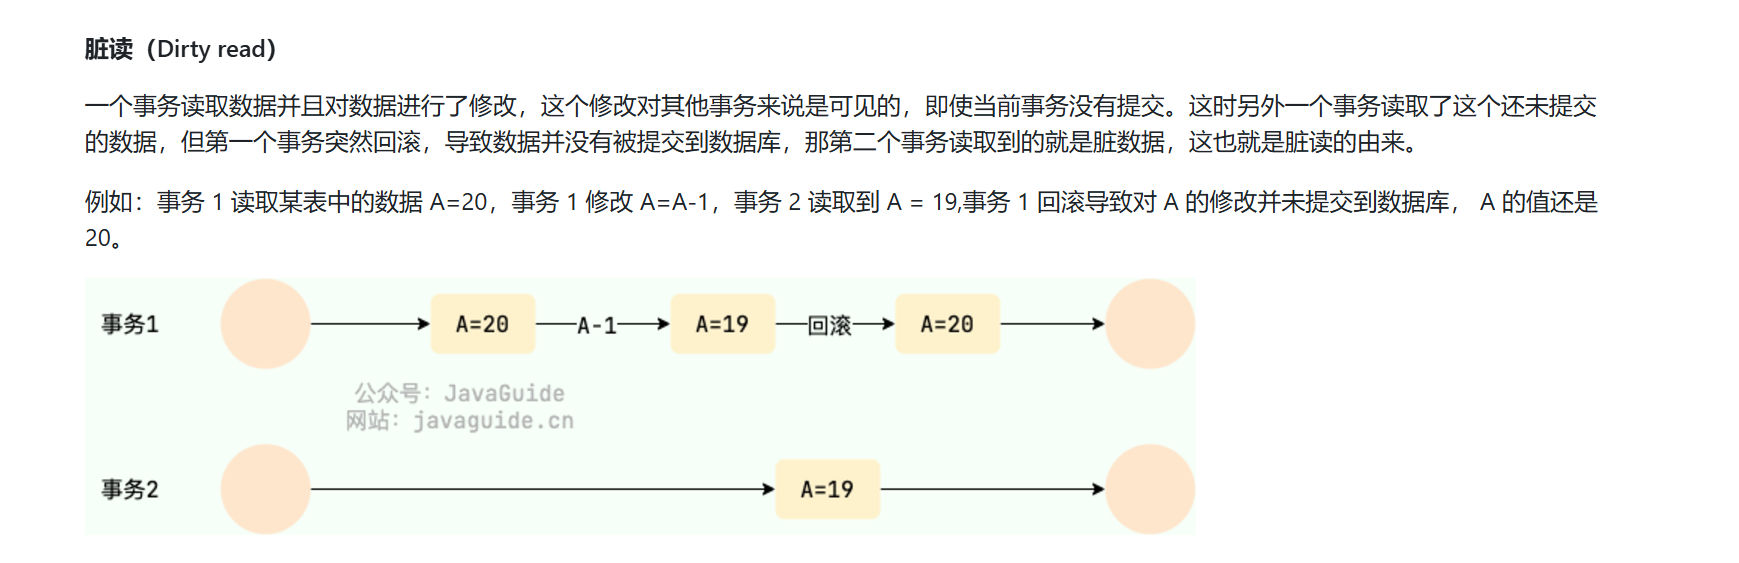 脏读（Dirty read）
一个事务读取数据并且对数据进行了修改，这个修改对其他事务来说是可见的，即使当前事务没有提交。这时另外一个事务读取了这个还未提交
的数据，但第一个事务突然回滚，导致数据并没有被提交到数据库，那第二个事务读取到的就是脏数据，这也就是脏读的由来。
例如：事务 1 读取某表中的数据 A=20，事务 1 修改 A=A-1，事务 2 读取到 A = 19,事务 1 回滚导致对 A 的修改并未提交到数据库， A 的值还是
20。
事务1 A=20 A-1 A=19 回滚 A=20
公众号：JavaGuide
网站：javaguide.cn
事务2 A=19